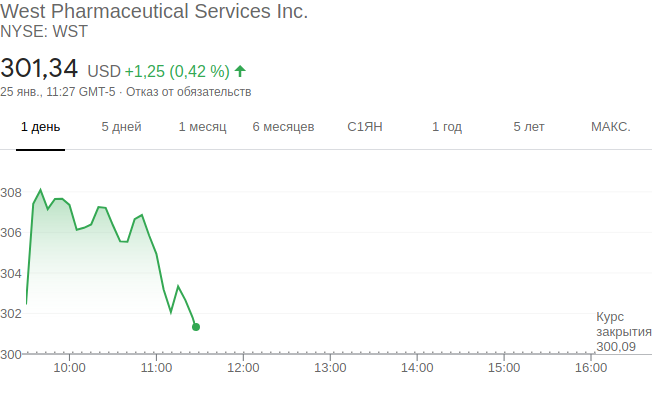 West Pharmaceutical Services Inc.
NYSE: WST
301,34 USD +1,25 (0,42 %)
25 янв., 11:27 GMT-5 · Отказ от обязательств
1 день 5 дней 1 месяц 6 месяцев С1ЯН 1 год 5 лет МАКС.
308
306
304
302
Курс
закрытия
300,09
300
10:00 11:00 12:00 13:00 14:00 15:00 16:00